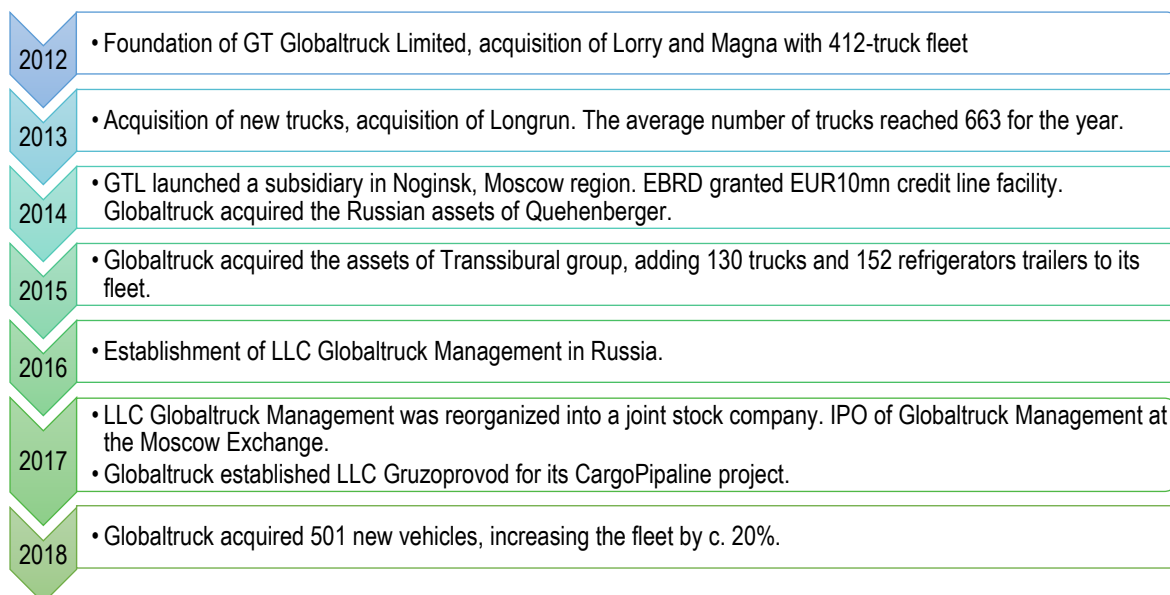 2012
• Foundation of GT Globaltruck Limited, acquisition of Lorry and Magna with 412-truck fleet
2013
• Acquisition of new trucks, acquisition of Longrun. The average number of trucks reached 663 for the year.
2014
• GTL launched a subsidiary in Noginsk, Moscow region. EBRD granted EUR10mn credit line facility.
Globaltruck acquired the Russian assets of Quehenberger.
2015
• Globaltruck acquired the assets of Transsibural group, adding 130 trucks and 152 refrigerators trailers to its
fleet.
2016
• Establishment of LLC Globaltruck Management in Russia.
2017
• LLC Globaltruck Management was reorganized into a joint stock company. IPO of Globaltruck Management at
the Moscow Exchange.
• Globaltruck established LLC Gruzoprovod for its CargoPipaline project.
2018
• Globaltruck acquired 501 new vehicles, increasing the fleet by c. 20%.